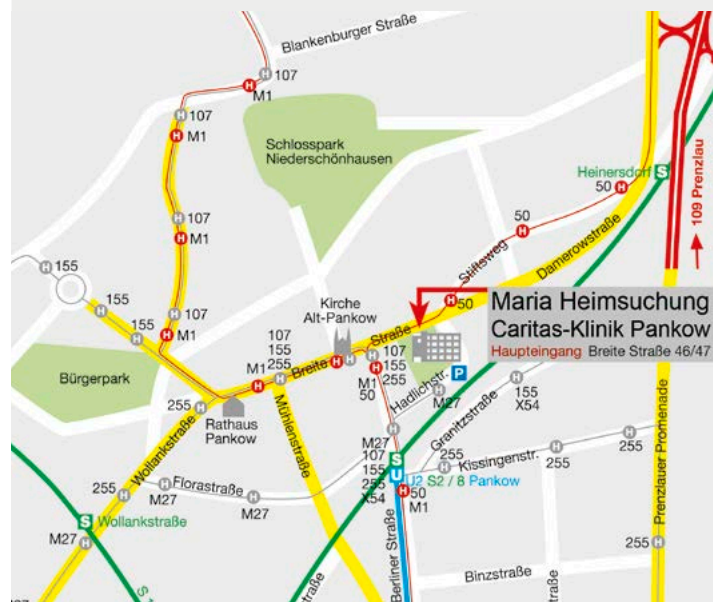 Blankenburger Straße
H 107
H
M1
H 107
H M1
Schlosspark
Niederschönhausen
Heinersdorf S
50 H
109 Prenzlau
H 107
H M1
50
H
Stiftsweg
Damerowstraße
H 155
155
H
155
H
H 107
H M1
Kirche
Alt-Pankow
H 50
Maria Heimsuchung
Caritas-Klinik Pankow
Haupteingang Breite Straße 46/47
107
155
255
M1 H
H
Breite
Straße
H H
H
107
155
255
M1
50
Bürgerpark
255 H
Rathaus
Pankow
Hadlichstr.
P
H
M27
H
155
X54
Wollankstraße
Mühlenstraße
Granitzstraße
M27 H
107
155
255
X54
S
U
U2 S2 / 8 Pankow
H
Kissingenstr.
H
255
H
255
Prenzlauer Promenade
H
Florastraße
M27
H
M27
255 H
H 50
M1
S Wollankstraße
M27 H
255 H
Berliner Straße
Binzstraße